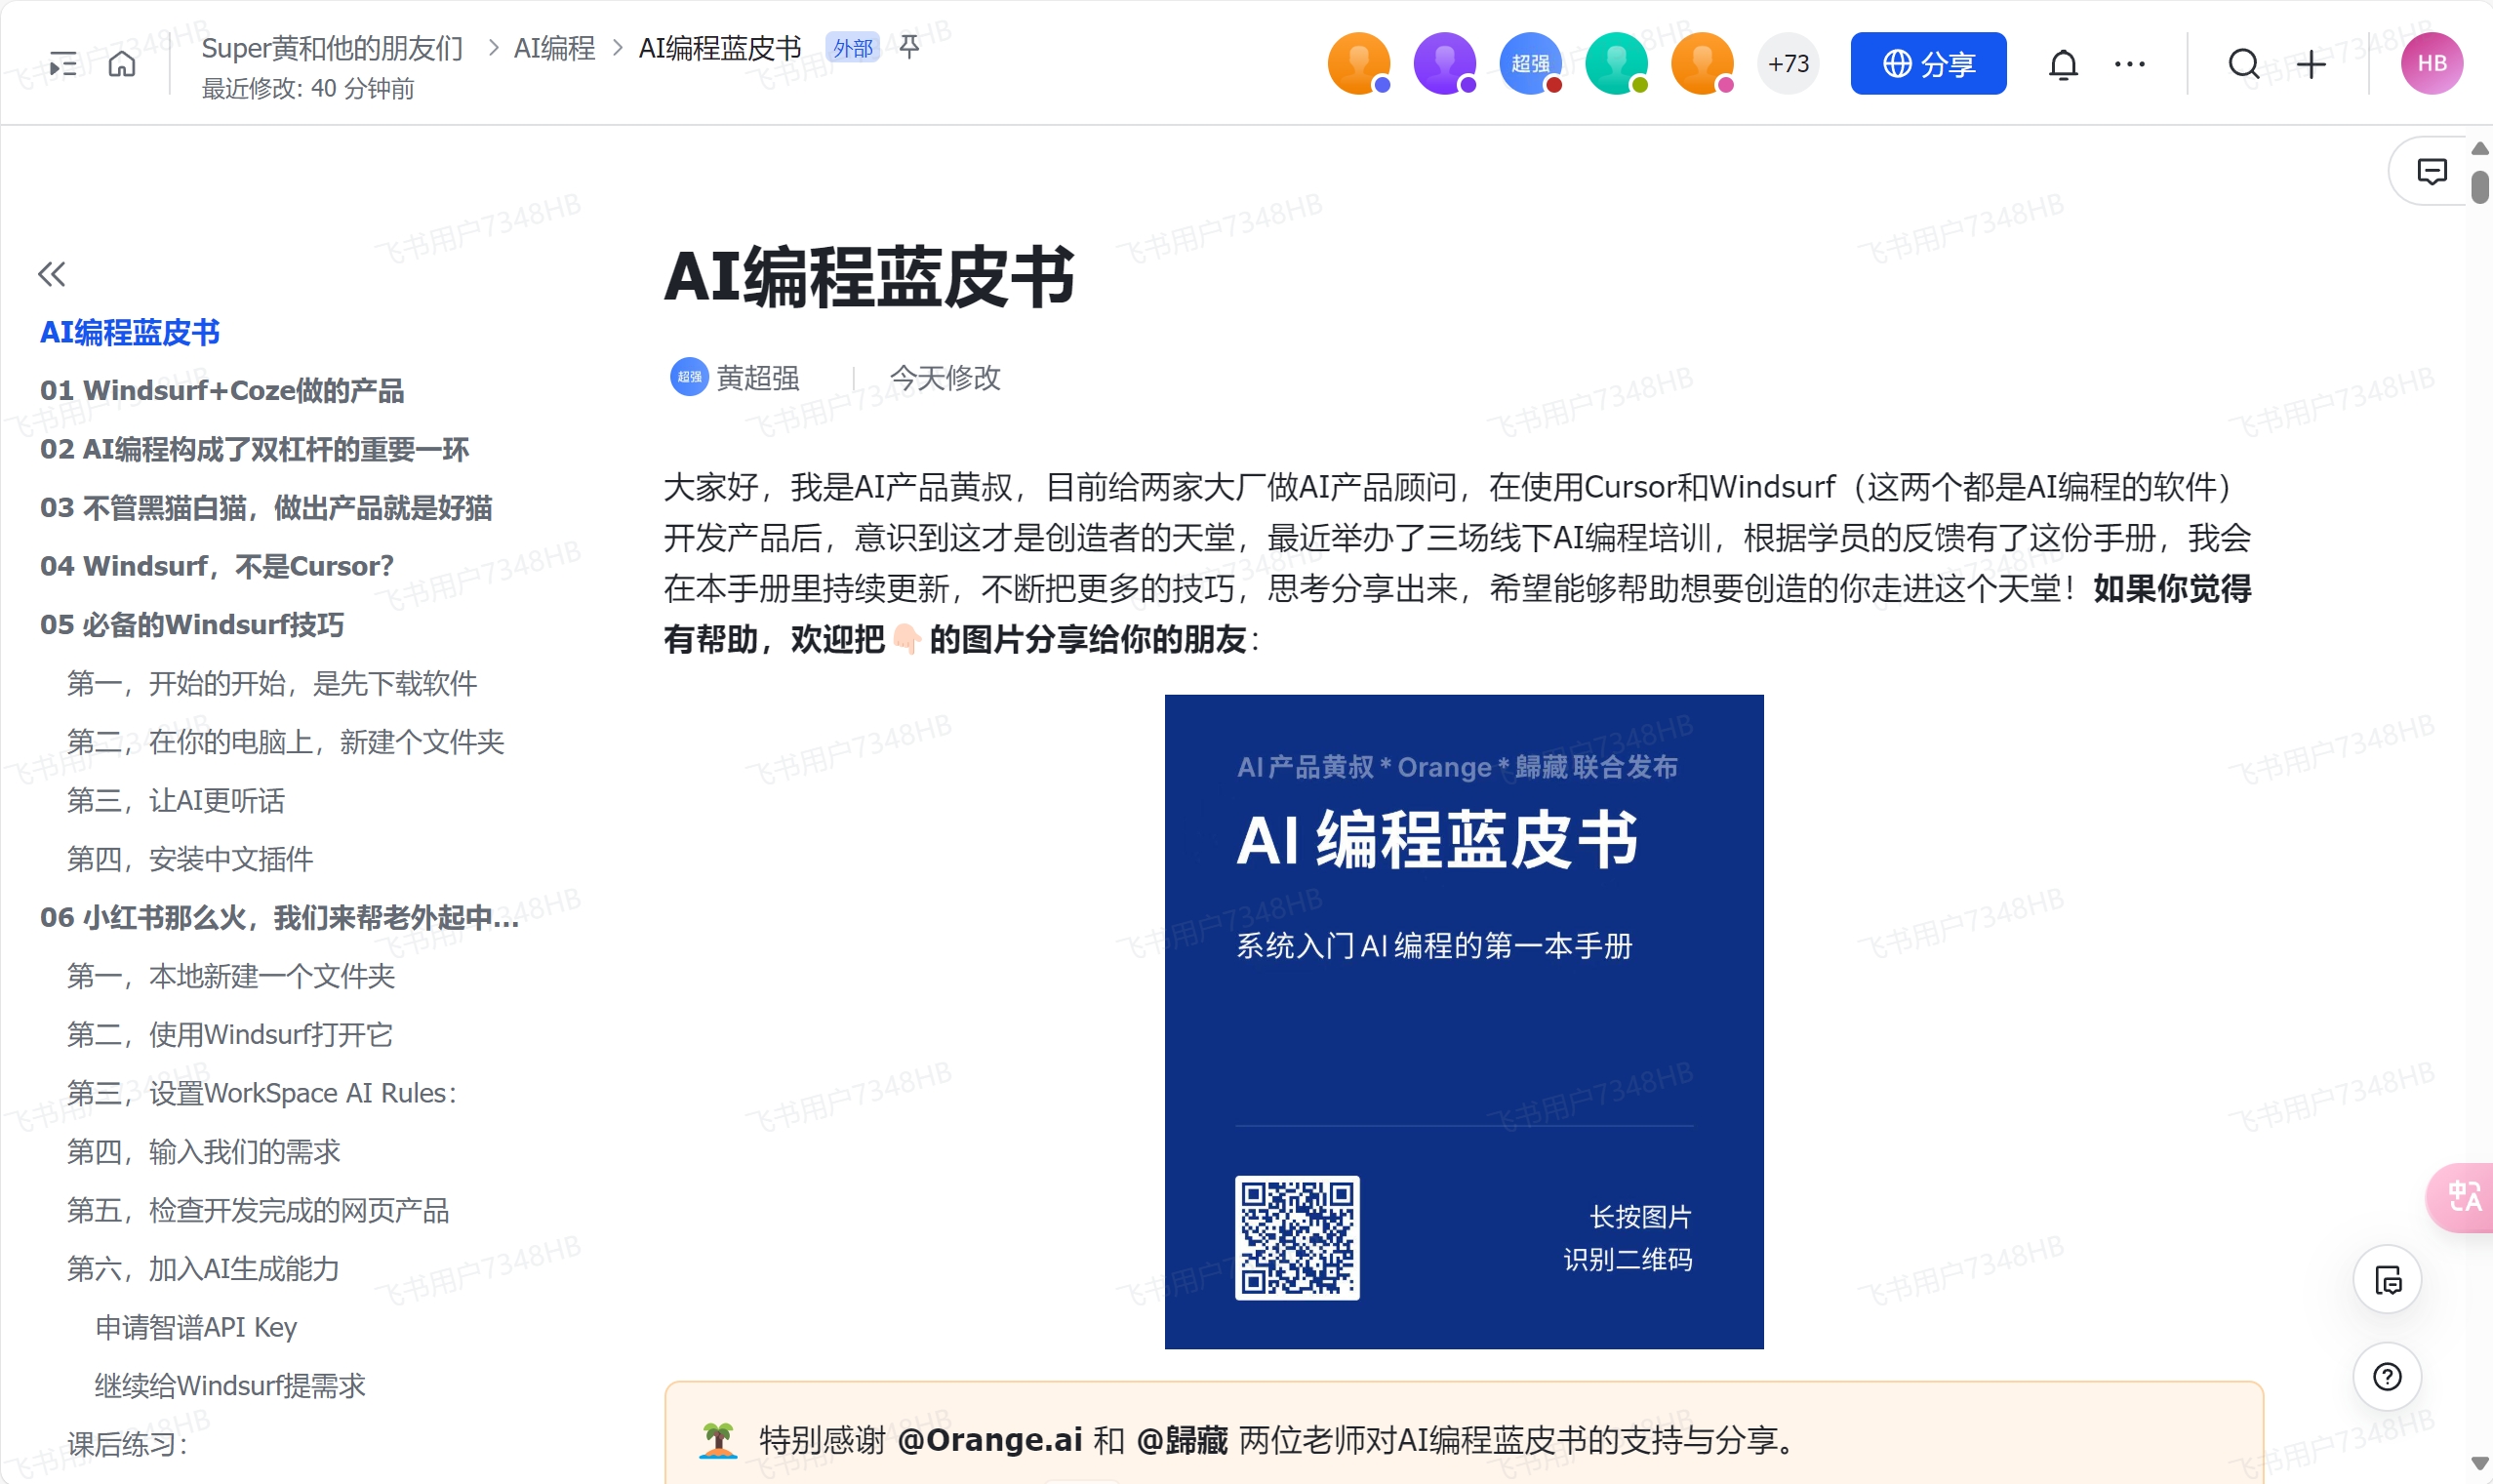 Super黄和他的朋友们 > AI编程 > AI编程蓝皮书 外部
最近修改: 40 分钟前
超强
+73
分享
HB
AI编程蓝皮书
01 Windsurf+Coze做的产品
02 AI编程构成了双杠杆的重要一环
03 不管黑猫白猫，做出产品就是好猫
04 Windsurf，不是Cursor?
05 必备的Windsurf技巧
第一，开始的开始，是先下载软件
第二，在你的电脑上，新建个文件夹
第三，让AI更听话
第四，安装中文插件
06 小红书那么火，我们来帮老外起中...
第一，本地新建一个文件夹
第二，使用Windsurf打开它
第三，设置WorkSpace AI Rules：
第四，输入我们的需求
第五，检查开发完成的网页产品
第六，加入AI生成能力
申请智谱API Key
继续给Windsurf提需求
课后练习：
AI编程蓝皮书
超强 黄超强 | 今天修改
大家好，我是AI产品黄叔，目前给两家大厂做AI产品顾问，在使用Cursor和Windsurf（这两个都是AI编程的软件）
开发产品后，意识到这才是创造者的天堂，最近举办了三场线下AI编程培训，根据学员的反馈有了这份手册，我会
在本手册里持续更新，不断把更多的技巧，思考分享出来，希望能够帮助想要创造的你走进这个天堂！如果你觉得
有帮助，欢迎把👇🏻的图片分享给你的朋友：
AI 产品黄叔 * Orange * 歸藏 联合发布
AI 编程蓝皮书
系统入门 AI 编程的第一本手册
长按图片
识别二维码
特别感谢 @Orange.ai 和 @歸藏 两位老师对AI编程蓝皮书的支持与分享。
中A
飞书用户7348HB